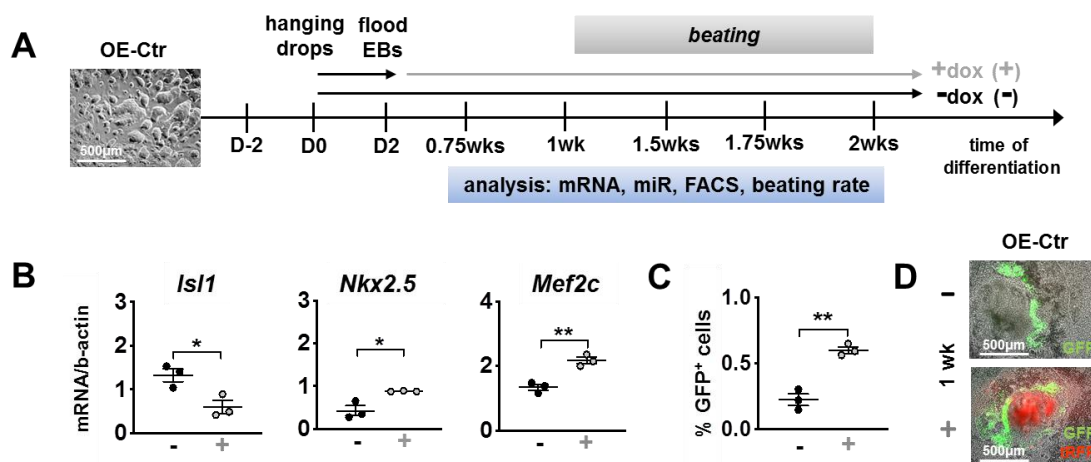 A
OE-Ctr
500µm
hanging
drops
flood
EBs
beating
+dox (+)
-dox (-)
D-2
D0
D2
0.75wks
1wk
1.5wks
1.75wks
2wks
time of
differentiation
analysis: mRNA, miR, FACS, beating rate
B
mRNA/b-actin
Isl1
3
2
1
0
*
-
+
Nkx2.5
3
2
1
0
*
-
+
Mef2c
4
2
0
**
-
+
C
% GFP+ cells
1.0
0.5
0.0
**
-
+
D
OE-Ctr
1 wk
-
500µm
GFP
+
500µm
GFP